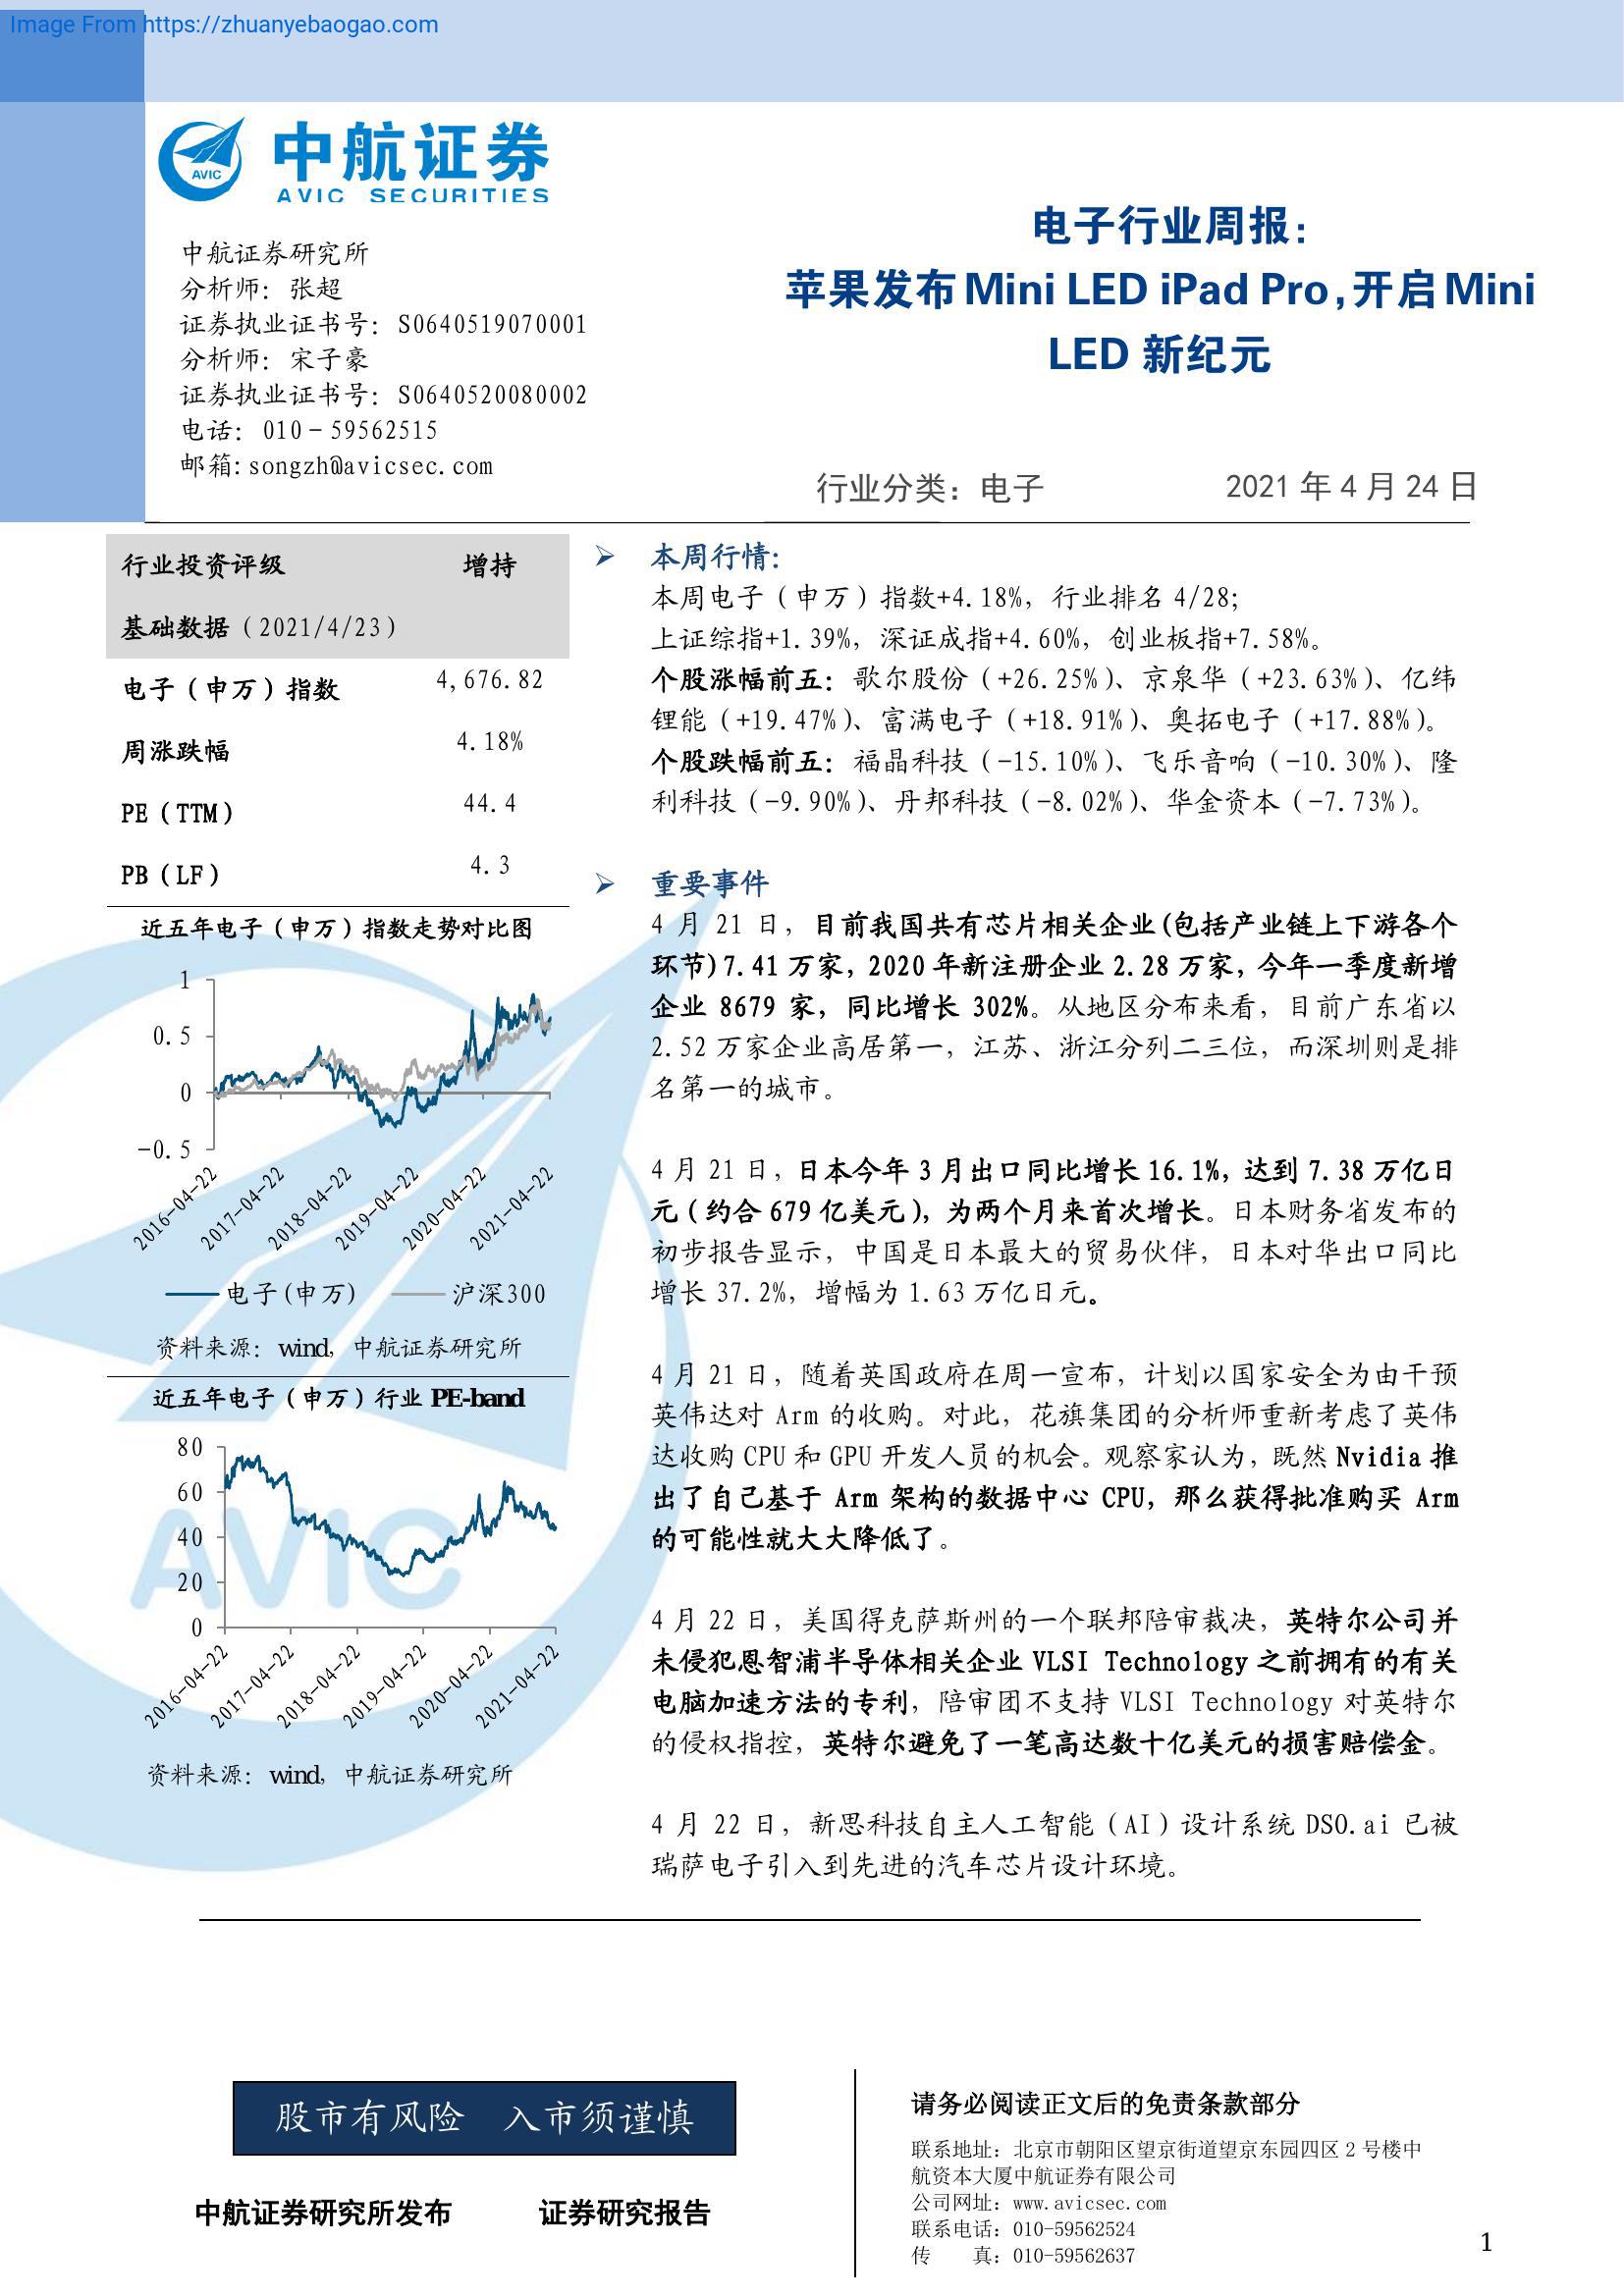 Image From https://zhuanyebaogao.com
AVIC
中航证券
AVIC SECURITIES
中航证券研究所
分析师：张超
证券执业证书号：S0640519070001
分析师：宋子豪
证券执业证书号：S0640520080002
电话：010－59562515
邮箱:songzh@avicsec.com
电子行业周报：
苹果发布Mini LED iPad Pro，开启Mini
LED 新纪元
行业分类：电子 2021 年 4 月 24 日
行业投资评级 增持
基础数据（2021/4/23）
电子（申万）指数 4,676.82
周涨跌幅 4.18%
PE（TTM） 44.4
PB（LF） 4.3
近五年电子（申万）指数走势对比图
1
0.5
0
-0.5
2016-04-22
2017-04-22
2018-04-22
2019-04-22
2020-04-22
2021-04-22
电子(申万) 沪深300
资料来源：wind，中航证券研究所
近五年电子（申万）行业 PE-band
80
60
40
20
0
2016-04-22
2017-04-22
2018-04-22
2019-04-22
2020-04-22
2021-04-22
AVIC
资料来源：wind，中航证券研究所
➢ 本周行情：
本周电子（申万）指数+4.18%，行业排名 4/28；
上证综指+1.39%，深证成指+4.60%，创业板指+7.58%。
个股涨幅前五：歌尔股份（+26.25%）、京泉华（+23.63%）、亿纬
锂能（+19.47%）、富满电子（+18.91%）、奥拓电子（+17.88%）。
个股跌幅前五：福晶科技（-15.10%）、飞乐音响（-10.30%）、隆
利科技（-9.90%）、丹邦科技（-8.02%）、华金资本（-7.73%）。
➢ 重要事件
4 月 21 日，目前我国共有芯片相关企业(包括产业链上下游各个
环节)7.41 万家，2020 年新注册企业 2.28 万家，今年一季度新增
企业 8679 家，同比增长 302%。从地区分布来看，目前广东省以
2.52 万家企业高居第一，江苏、浙江分列二三位，而深圳则是排
名第一的城市。
4 月 21 日，日本今年 3 月出口同比增长 16.1%，达到 7.38 万亿日
元（约合 679 亿美元），为两个月来首次增长。日本财务省发布的
初步报告显示，中国是日本最大的贸易伙伴，日本对华出口同比
增长 37.2%，增幅为 1.63 万亿日元。
4 月 21 日，随着英国政府在周一宣布，计划以国家安全为由干预
英伟达对 Arm 的收购。对此，花旗集团的分析师重新考虑了英伟
达收购 CPU 和 GPU 开发人员的机会。观察家认为，既然 Nvidia 推
出了自己基于 Arm 架构的数据中心 CPU，那么获得批准购买 Arm
的可能性就大大降低了。
4 月 22 日，美国得克萨斯州的一个联邦陪审裁决，英特尔公司并
未侵犯恩智浦半导体相关企业 VLSI Technology 之前拥有的有关
电脑加速方法的专利，陪审团不支持 VLSI Technology 对英特尔
的侵权指控，英特尔避免了一笔高达数十亿美元的损害赔偿金。
4 月 22 日，新思科技自主人工智能（AI）设计系统 DSO.ai 已被
瑞萨电子引入到先进的汽车芯片设计环境。
股市有风险 入市须谨慎
中航证券研究所发布 证券研究报告
请务必阅读正文后的免责条款部分
联系地址：北京市朝阳区望京街道望京东园四区 2 号楼中
航资本大厦中航证券有限公司
公司网址：www.avicsec.com
联系电话：010-59562524
传 真：010-59562637
1